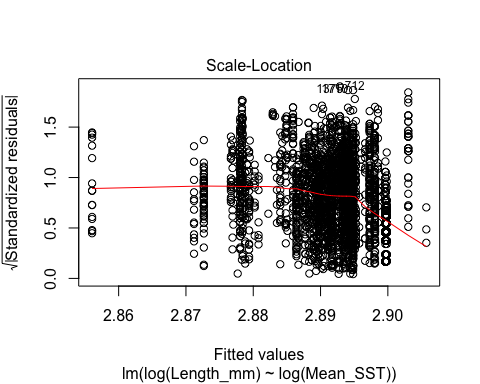 Scale-Location
√|Standardized residuals|
1.5
1.0
0.5
0.0
2.86
2.87
2.88
2.89
2.90
Fitted values
lm(log(Length_mm) ~ log(Mean_SST))